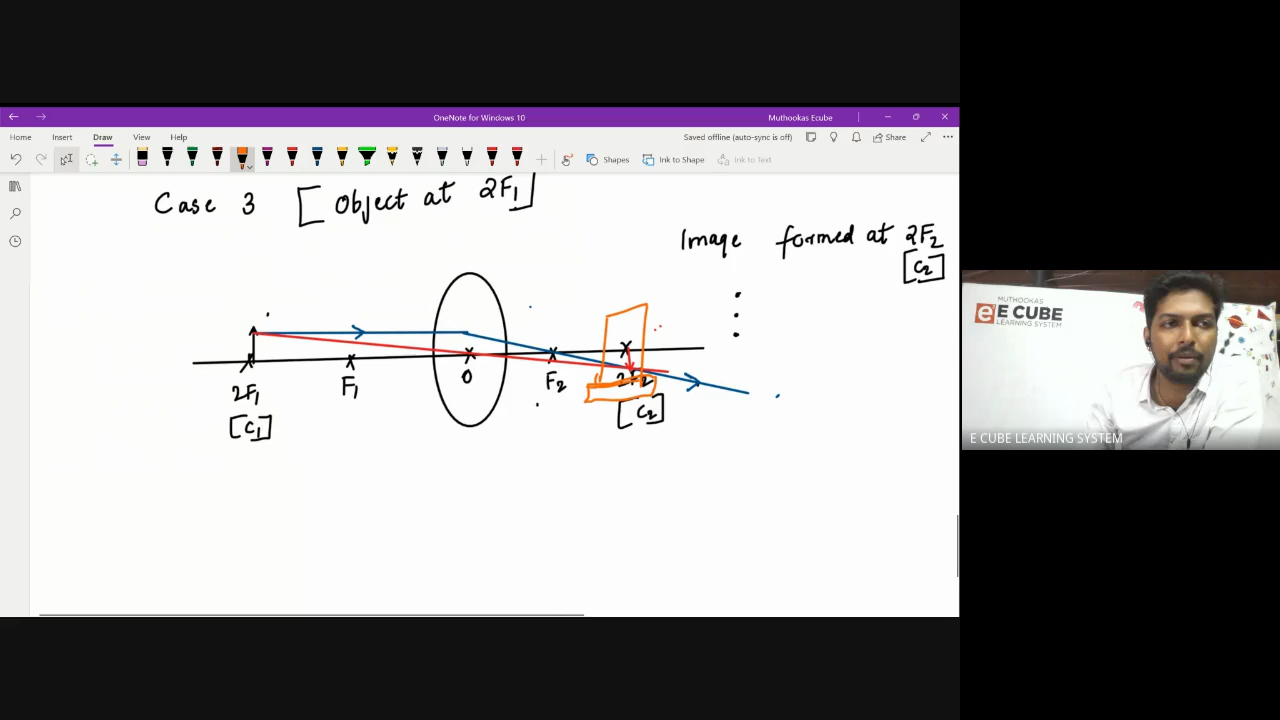 OneNote for Windows 10
Muthookas Ecube
Home Insert Draw View Help
Saved offline (auto-sync is off)
Share
Shapes
Ink to Shape
Ink to Text
Case 3 [Object at 2F1]
Image formed at 2F2
[C2]
2F1 F1 O F2 2F2
[C1] [C2]
MUTHOOKAS
E CUBE
LEARNING SYSTEM
E CUBE LEARNING SYSTEM